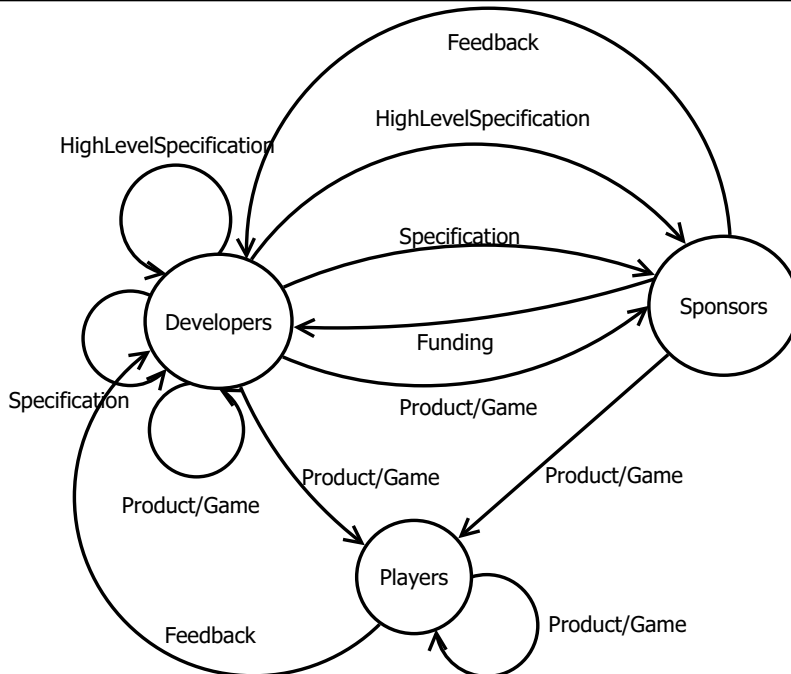 Feedback
HighLevelSpecification
HighLevelSpecification
Specification
Developers
Sponsors
Funding
Specification
Product/Game
Product/Game
Product/Game
Product/Game
Players
Feedback
Product/Game